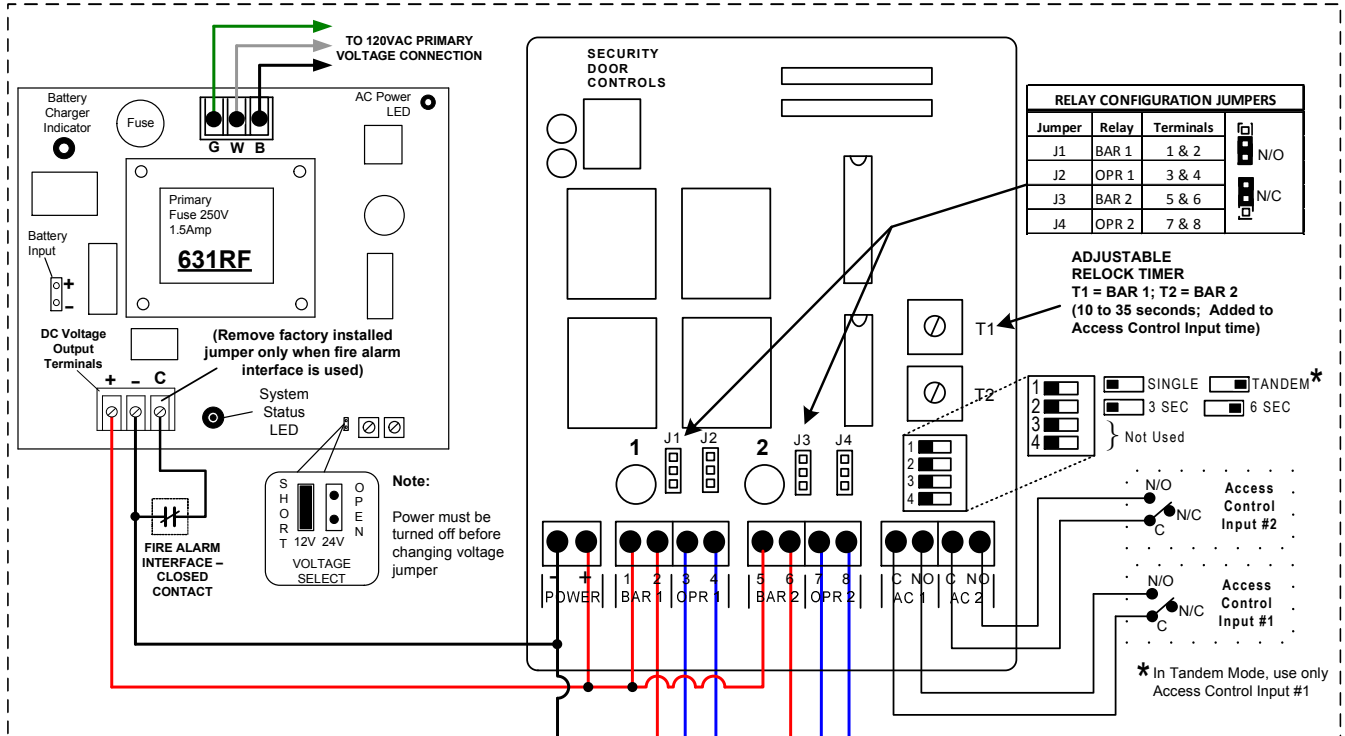 TO 120VAC PRIMARY
VOLTAGE CONNECTION
Battery
Charger
Indicator
Fuse
AC Power
LED
G W B
Primary
Fuse 250V
1.5Amp
631RF
Battery
Input
+
-
DC Voltage
Output
Terminals
(Remove factory installed
jumper only when fire alarm
interface is used)
+ - C
System
Status
LED
SHORT
OPEN
12V 24V
VOLTAGE
SELECT
Note:
Power must be
turned off before
changing voltage
jumper
FIRE ALARM
INTERFACE –
CLOSED
CONTACT
SECURITY
DOOR
CONTROLS
T1
T2
1
J1 J2
2
J3 J4
1
2
3
4
- + 1 2 3 4 5 6 7 8 C NO C NO
POWER BAR 1 OPR 1 BAR 2 OPR 2 AC 1 AC 2
RELAY CONFIGURATION JUMPERS
Jumper Relay Terminals
J1 BAR 1 1 & 2
J2 OPR 1 3 & 4
J3 BAR 2 5 & 6
J4 OPR 2 7 & 8
N/O
N/C
ADJUSTABLE
RELOCK TIMER
T1 = BAR 1; T2 = BAR 2
(10 to 35 seconds; Added to
Access Control Input time)
1 SINGLE TANDEM*
2 3 SEC 6 SEC
3
4
Not Used
N/O
N/C
C
Access
Control
Input #2
N/O
N/C
C
Access
Control
Input #1
* In Tandem Mode, use only
Access Control Input #1